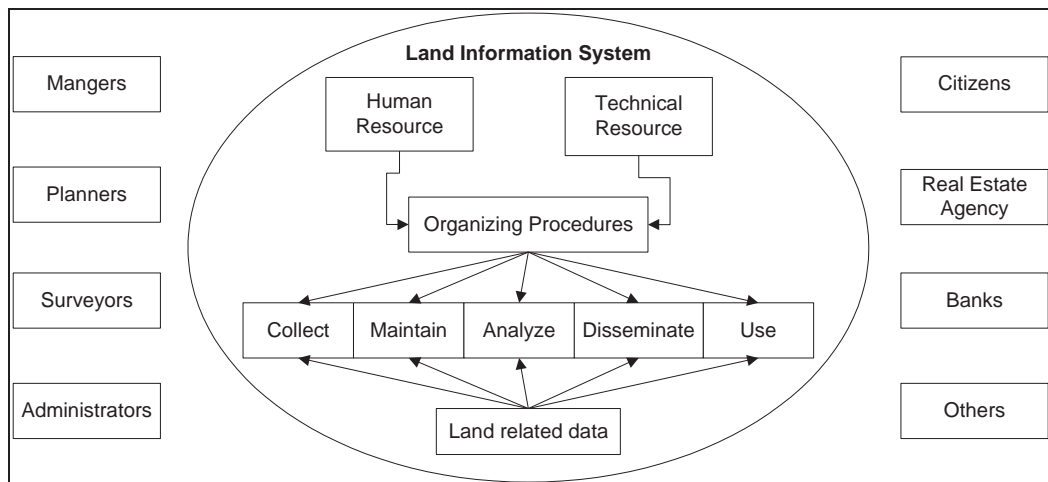 Land Information System
Mangers
Human
Resource
Technical
Resource
Citizens
Planners
Organizing Procedures
Real Estate
Agency
Surveyors
Collect
Maintain
Analyze
Disseminate
Use
Banks
Administrators
Land related data
Others